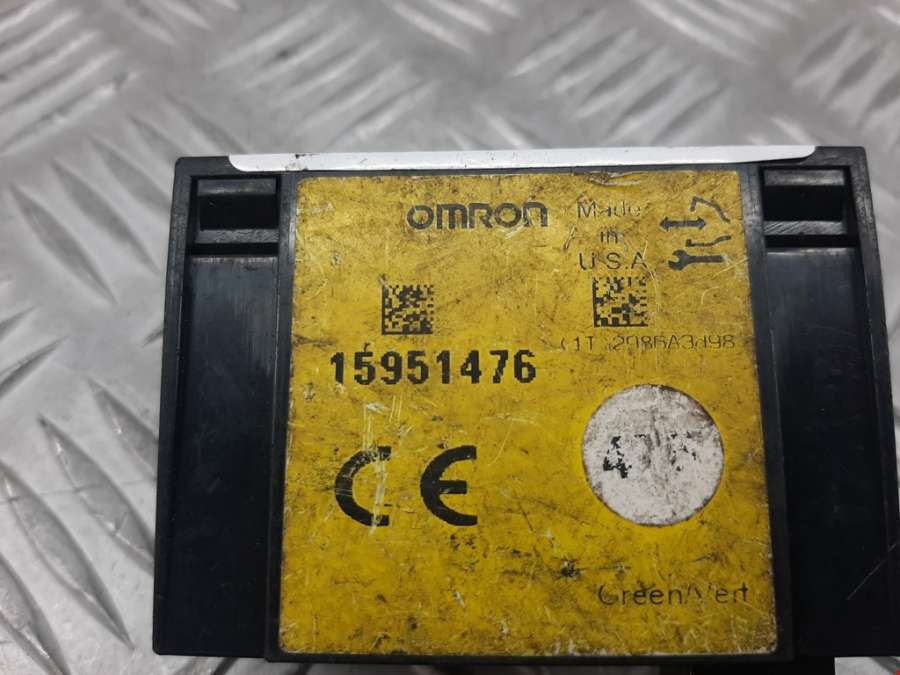 OMRON
Made
in
U.S.A
15951476
CE
Green/Vert